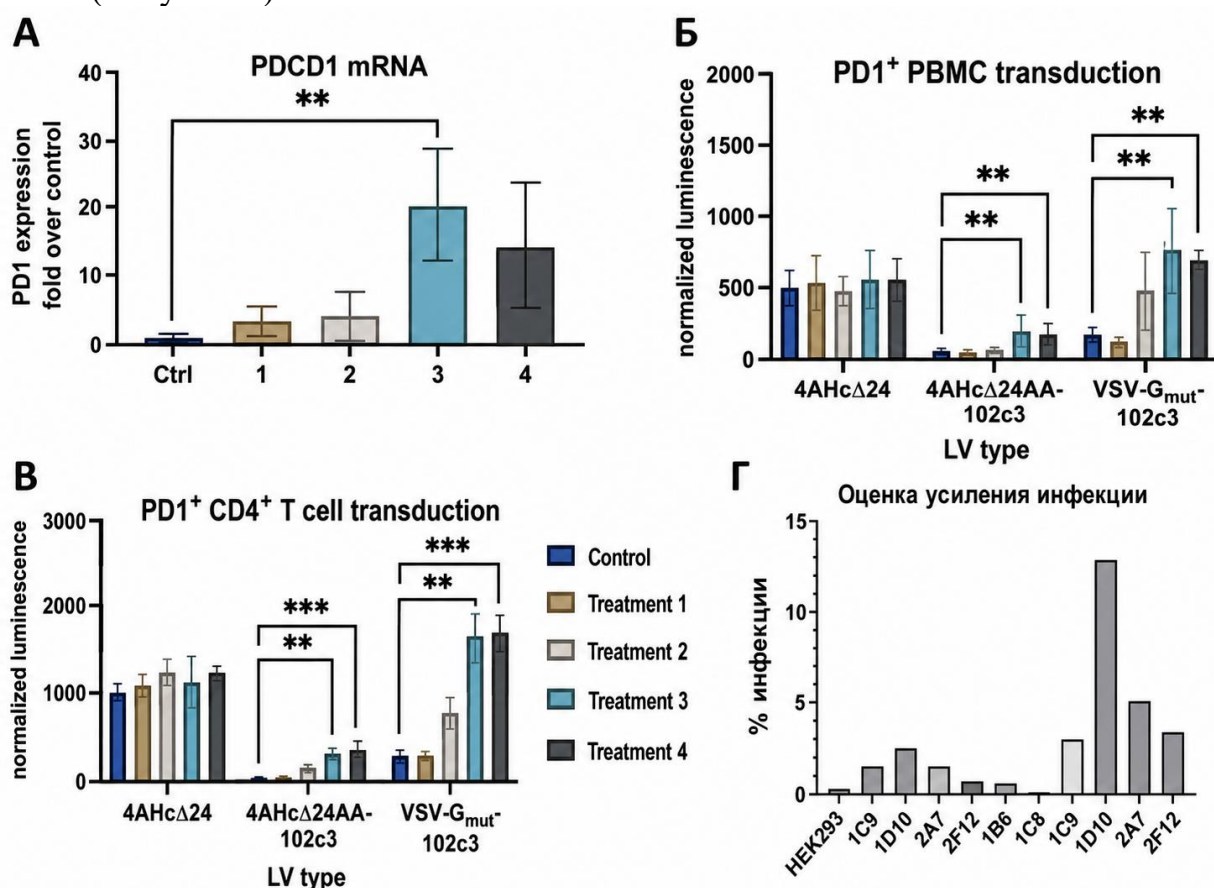 А
PDCD1 mRNA
PD1 expression
fold over control
40
30
20
10
0
**
Ctrl
1
2
3
4
Б
PD1+ PBMC transduction
normalized luminescence
2000
1500
1000
500
0
**
**
**
**
4AHcΔ24
4AHcΔ24AA-
102c3
VSV-Gmut-
102c3
LV type
В
PD1+ CD4+ T cell transduction
normalized luminescence
3000
2000
1000
0
***
**
***
**
4AHcΔ24
4AHcΔ24AA-
102c3
VSV-Gmut-
102c3
LV type
Control
Treatment 1
Treatment 2
Treatment 3
Treatment 4
Г
Оценка усиления инфекции
% инфекции
15
10
5
0
HEK293
1C9
1D10
2A7
2F12
1B6
1C8
1C9
1D10
2A7
2F12